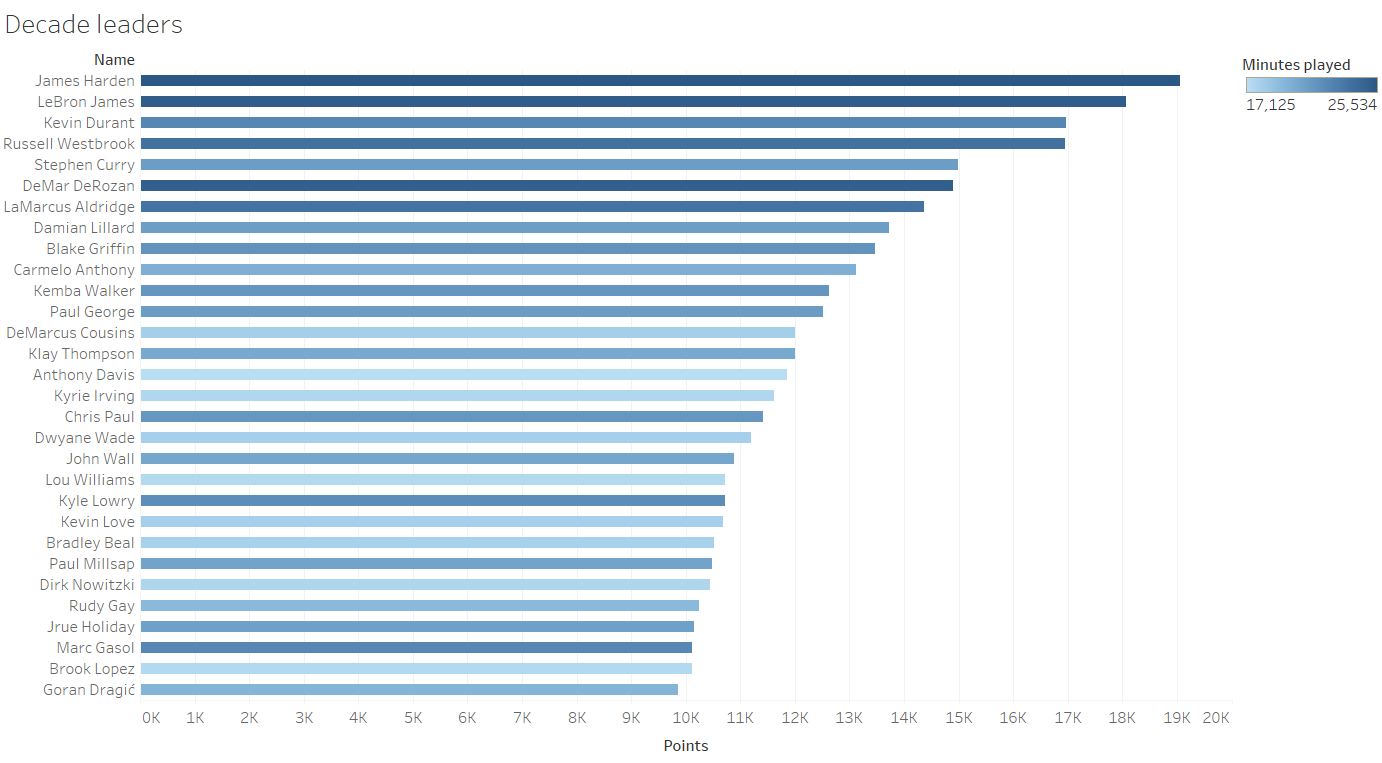 Decade leaders
Name
James Harden
LeBron James
Kevin Durant
Russell Westbrook
Stephen Curry
DeMar DeRozan
LaMarcus Aldridge
Damian Lillard
Blake Griffin
Carmelo Anthony
Kemba Walker
Paul George
DeMarcus Cousins
Klay Thompson
Anthony Davis
Kyrie Irving
Chris Paul
Dwyane Wade
John Wall
Lou Williams
Kyle Lowry
Kevin Love
Bradley Beal
Paul Millsap
Dirk Nowitzki
Rudy Gay
Jrue Holiday
Marc Gasol
Brook Lopez
Goran Dragić
0K 1K 2K 3K 4K 5K 6K 7K 8K 9K 10K 11K 12K 13K 14K 15K 16K 17K 18K 19K 20K
Points
Minutes played
17,125 25,534